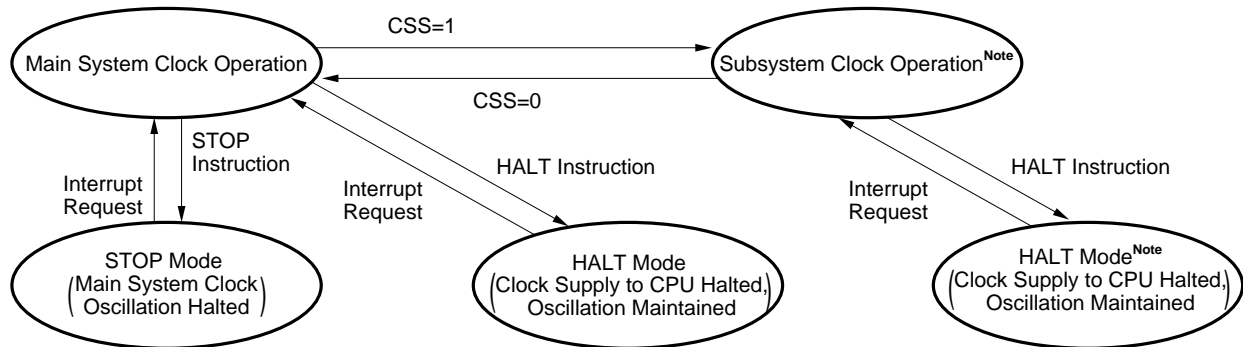 CSS=1
Main System Clock Operation
Subsystem Clock Operation Note
CSS=0
STOP
Instruction
Interrupt
Request
HALT Instruction
Interrupt
Request
HALT Instruction
Interrupt
Request
STOP Mode
(Main System Clock
Oscillation Halted)
HALT Mode
(Clock Supply to CPU Halted,
Oscillation Maintained)
HALT Mode Note
(Clock Supply to CPU Halted,
Oscillation Maintained)